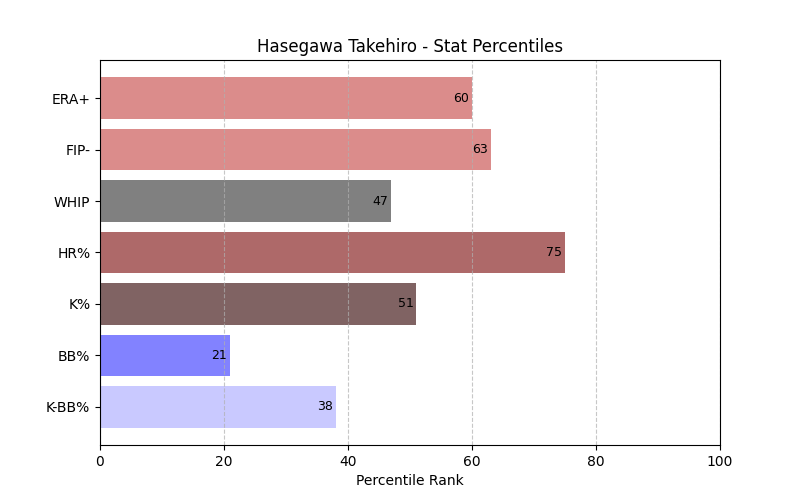 Hasegawa Takehiro - Stat Percentiles
ERA+ 60
FIP- 63
WHIP 47
HR% 75
K% 51
BB% 21
K-BB% 38
0 20 40 60 80 100
Percentile Rank